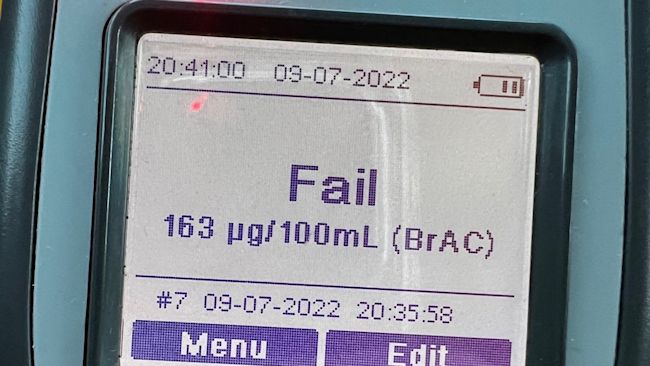 20:41:00 09-07-2022
Fail
163 µg/100mL (BrAC)
#7 09-07-2022 20:35:58
Menu Edit